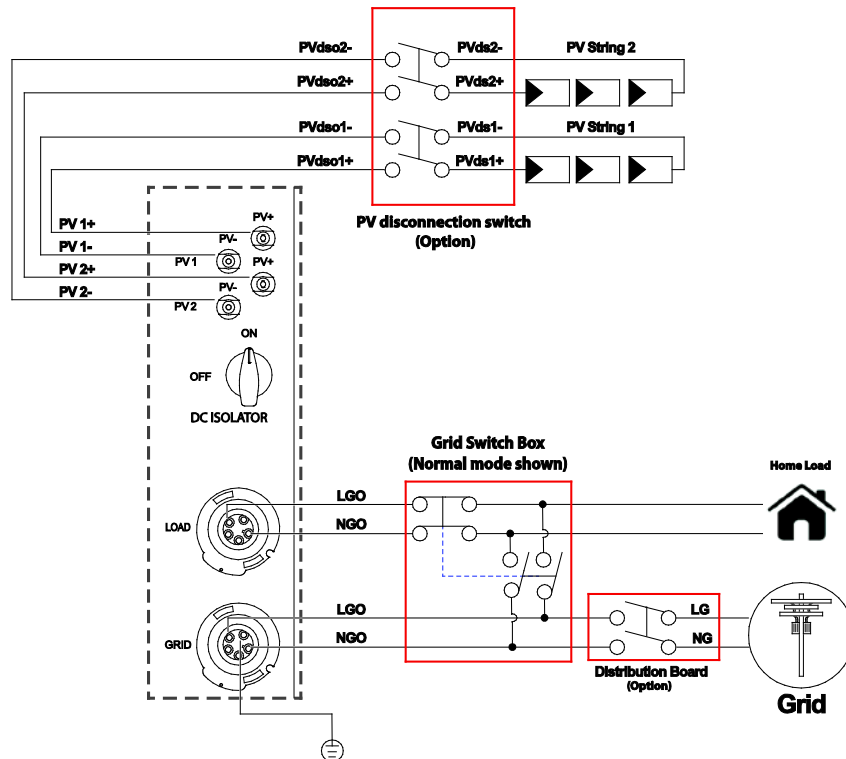 PVdso2- PVds2- PV String 2
PVdso2+ PVds2+
PVdso1- PVds1- PV String 1
PVdso1+ PVds1+
PV disconnection switch
(Option)
PV 1+ PV+
PV 1- PV-
PV 1
PV 2+ PV+
PV 2- PV-
PV 2
ON
OFF
DC ISOLATOR
Grid Switch Box
(Normal mode shown)
Home Load
LOAD
LGO
NGO
GRID
LGO
NGO
LG
NG
Distribution Board
(Option)
Grid